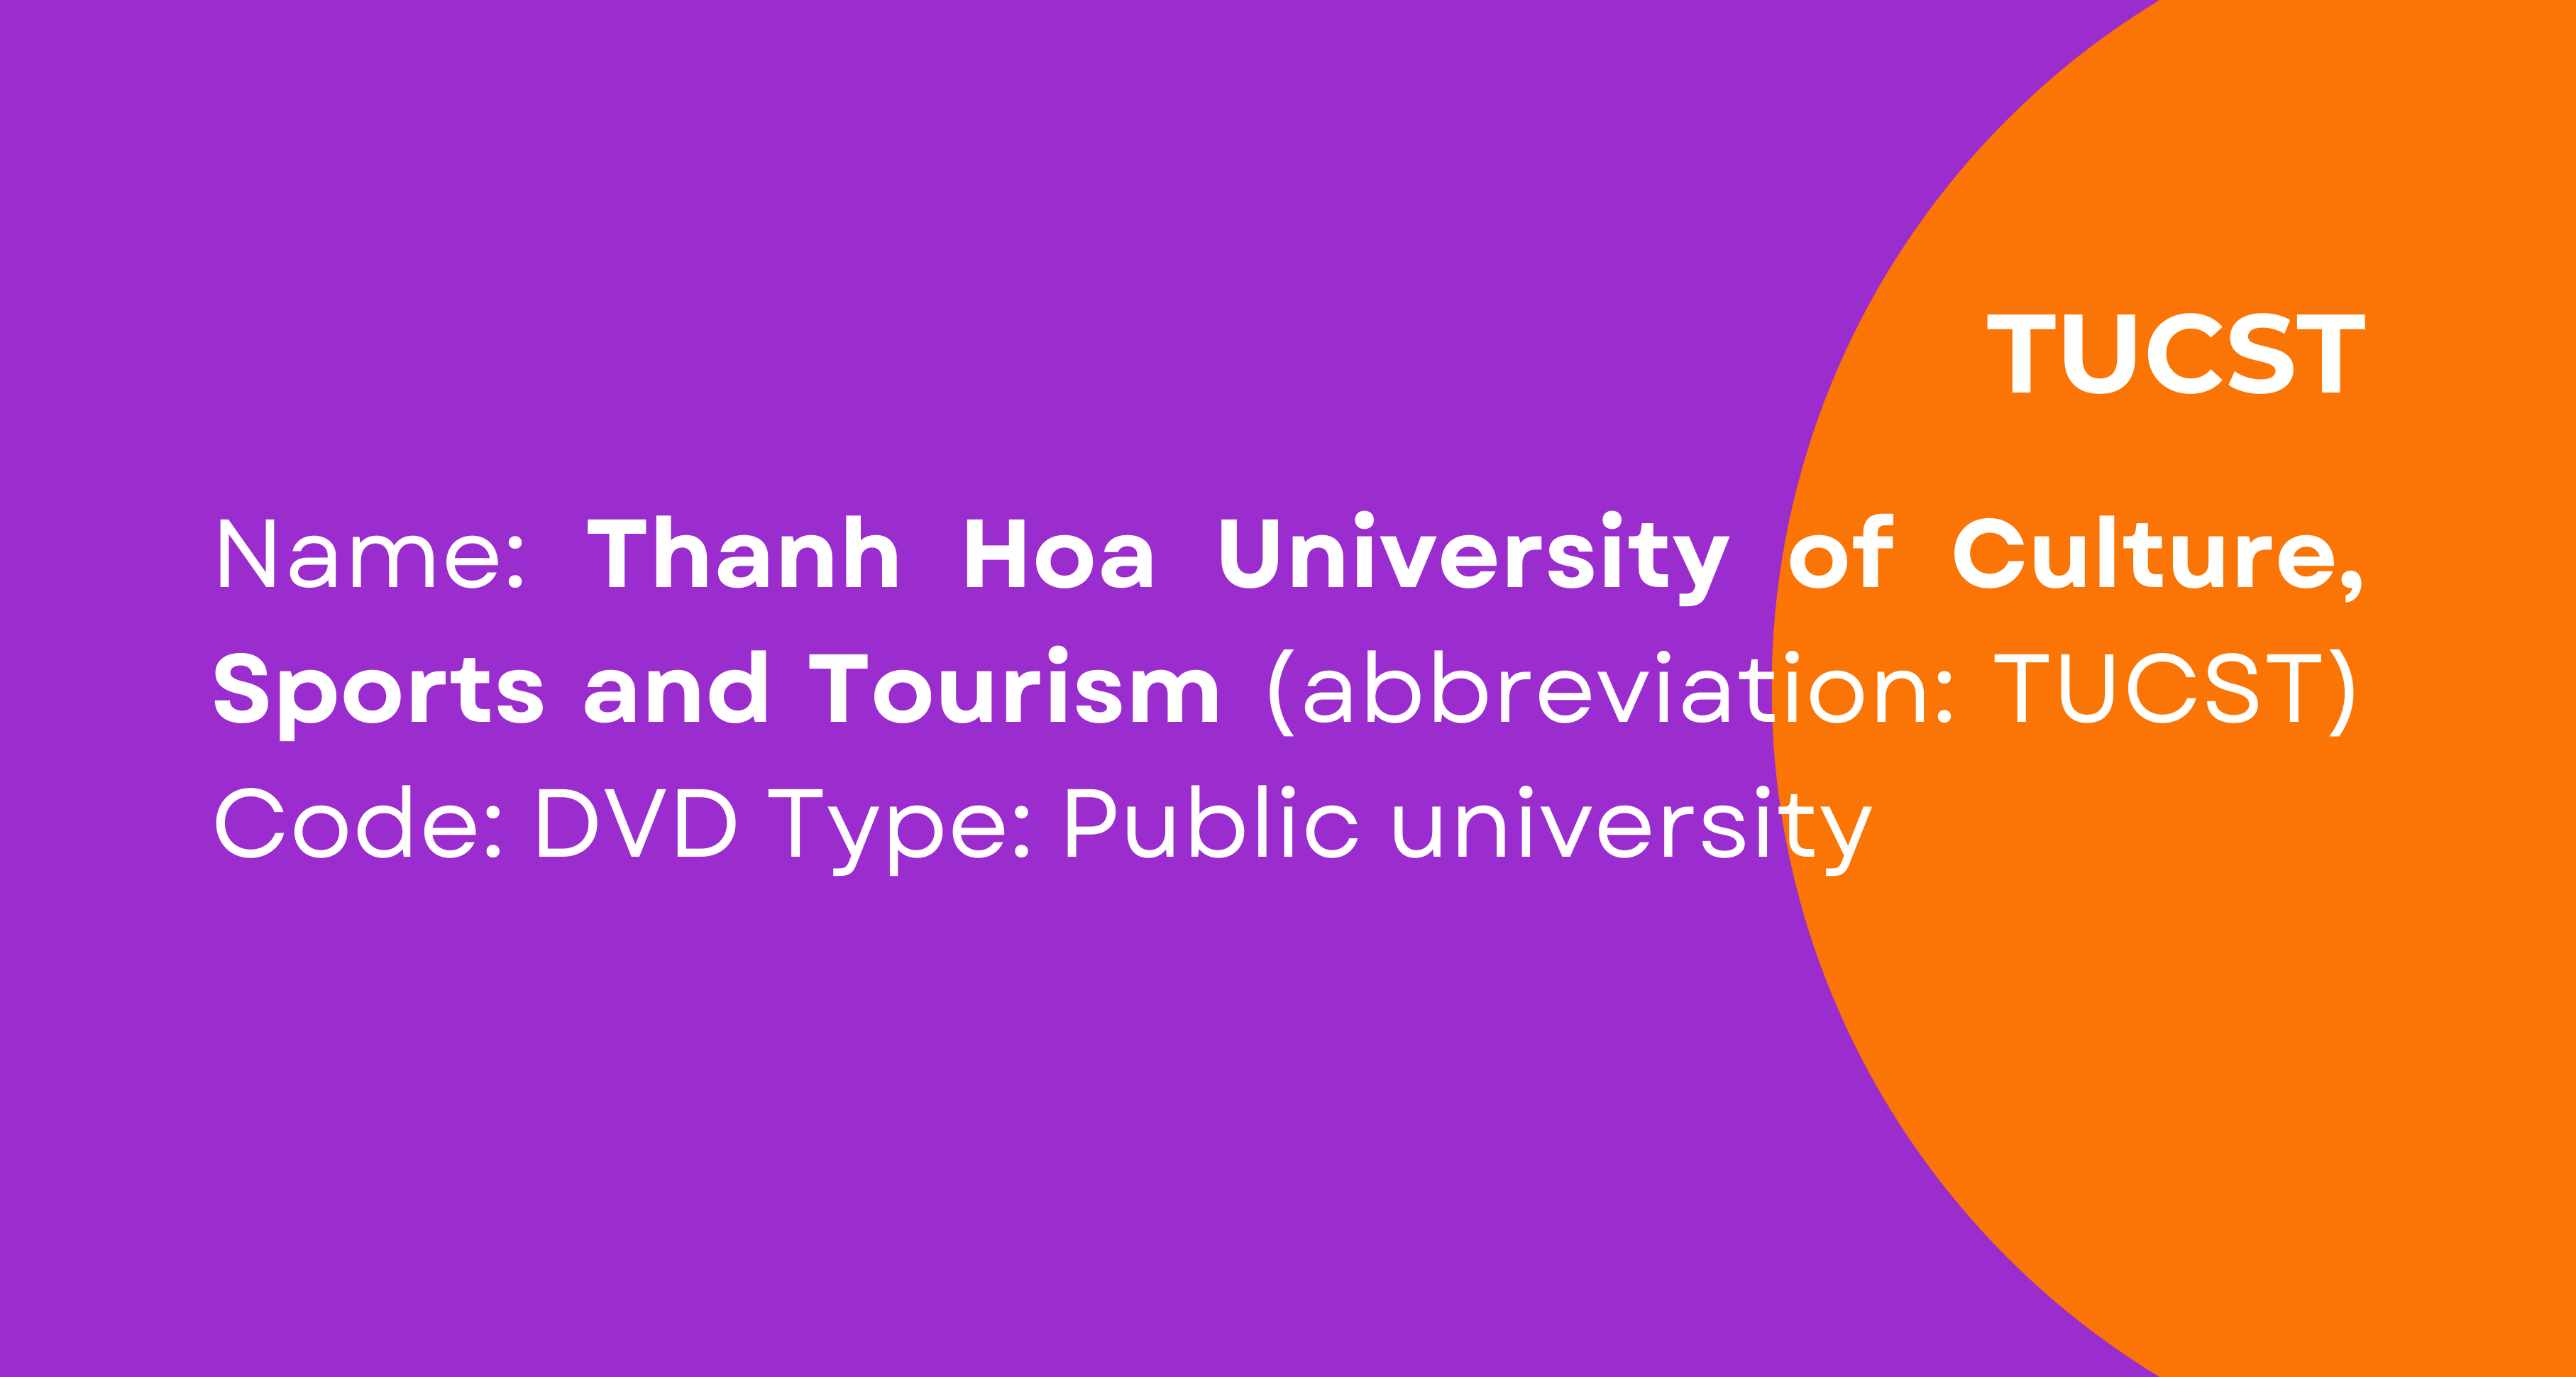 TUCST
Name: Thanh Hoa University of Culture,
Sports and Tourism (abbreviation: TUCST)
Code: DVD Type: Public university